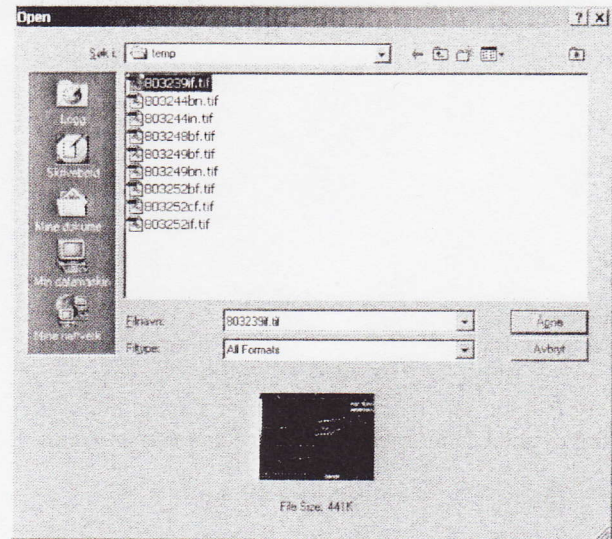 Open
Søk i: temp
803239if.tif
803244bn.tif
803244in.tif
803248bf.tif
803249bf.tif
803249bn.tif
803252bf.tif
803252cf.tif
803252if.tif
Logg
Skrivebord
Mine dokume
Min datamaskin
Mine nettverk
Filnavn: 803239if.tif
Filtype: All Formats
Åpne
Avbryt
File Size: 441K